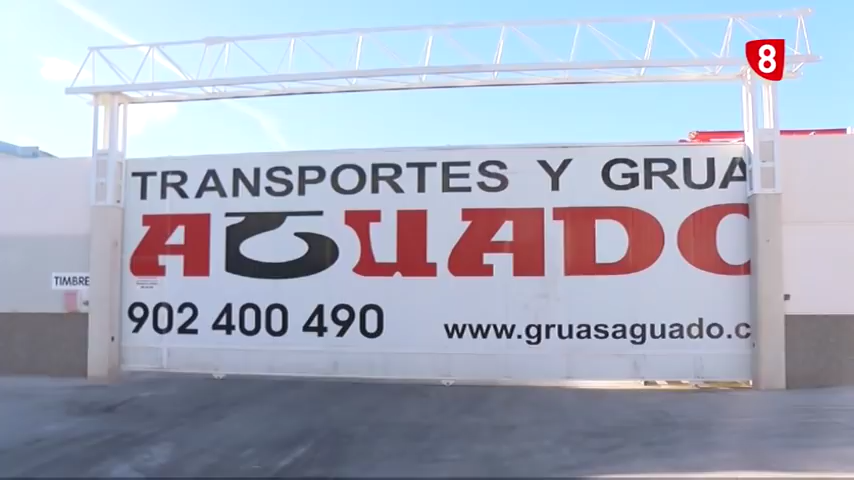 8
TRANSPORTES Y GRUA
AGUADO
TIMBRE
902 400 490
www.gruasaguado.c